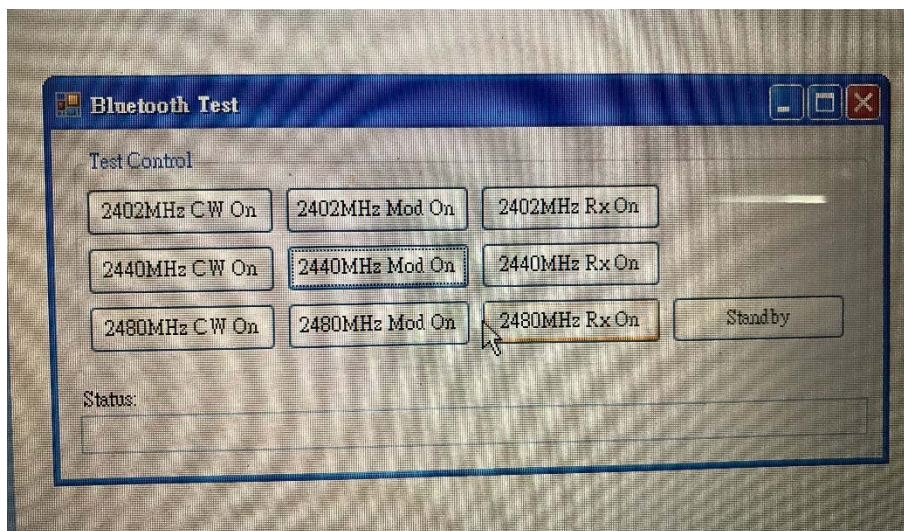 Bluetooth Test
Test Control
2402MHz CW On 2402MHz Mod On 2402MHz Rx On
2440MHz CW On 2440MHz Mod On 2440MHz Rx On
2480MHz CW On 2480MHz Mod On 2480MHz Rx On Standby
Status: